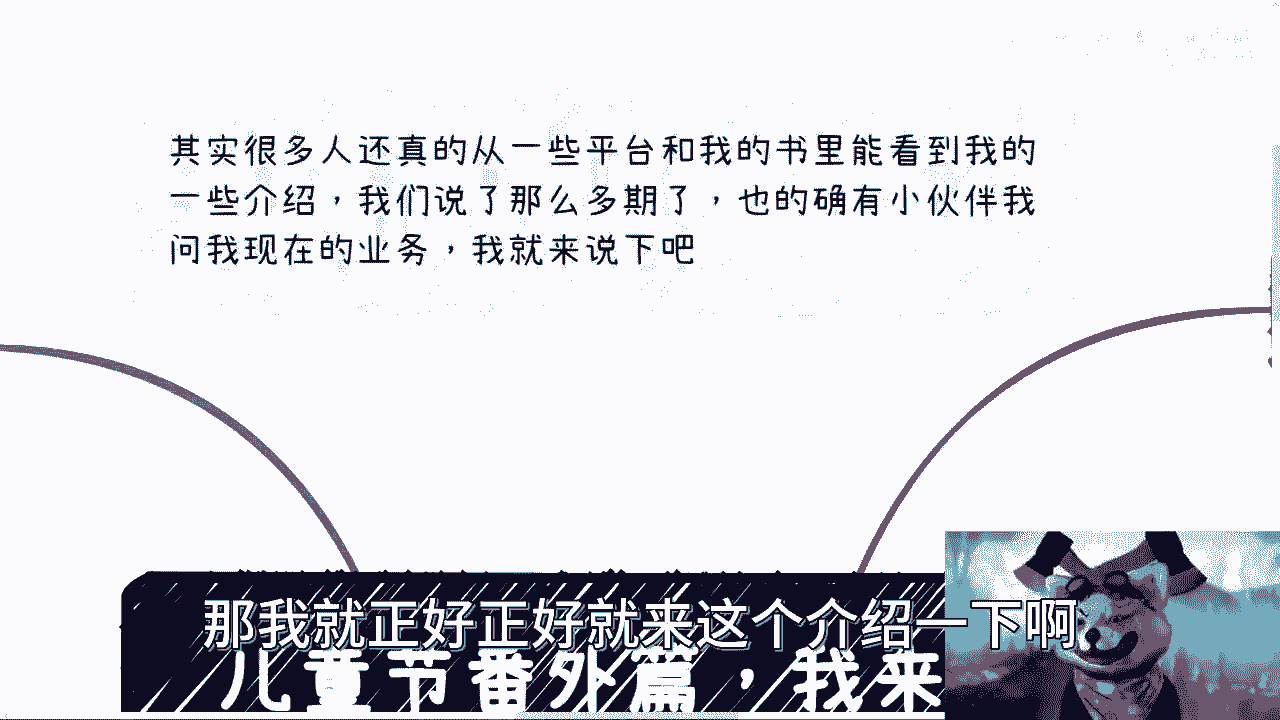 其实很多人还真的从一些平台和我的书里能看到我的
一些介绍，我们说了那么多期了，也的确有小伙伴我
问我现在的业务，我就来说下吧
那我就正好正好就来这个介绍一下啊
儿童节番外篇，我来